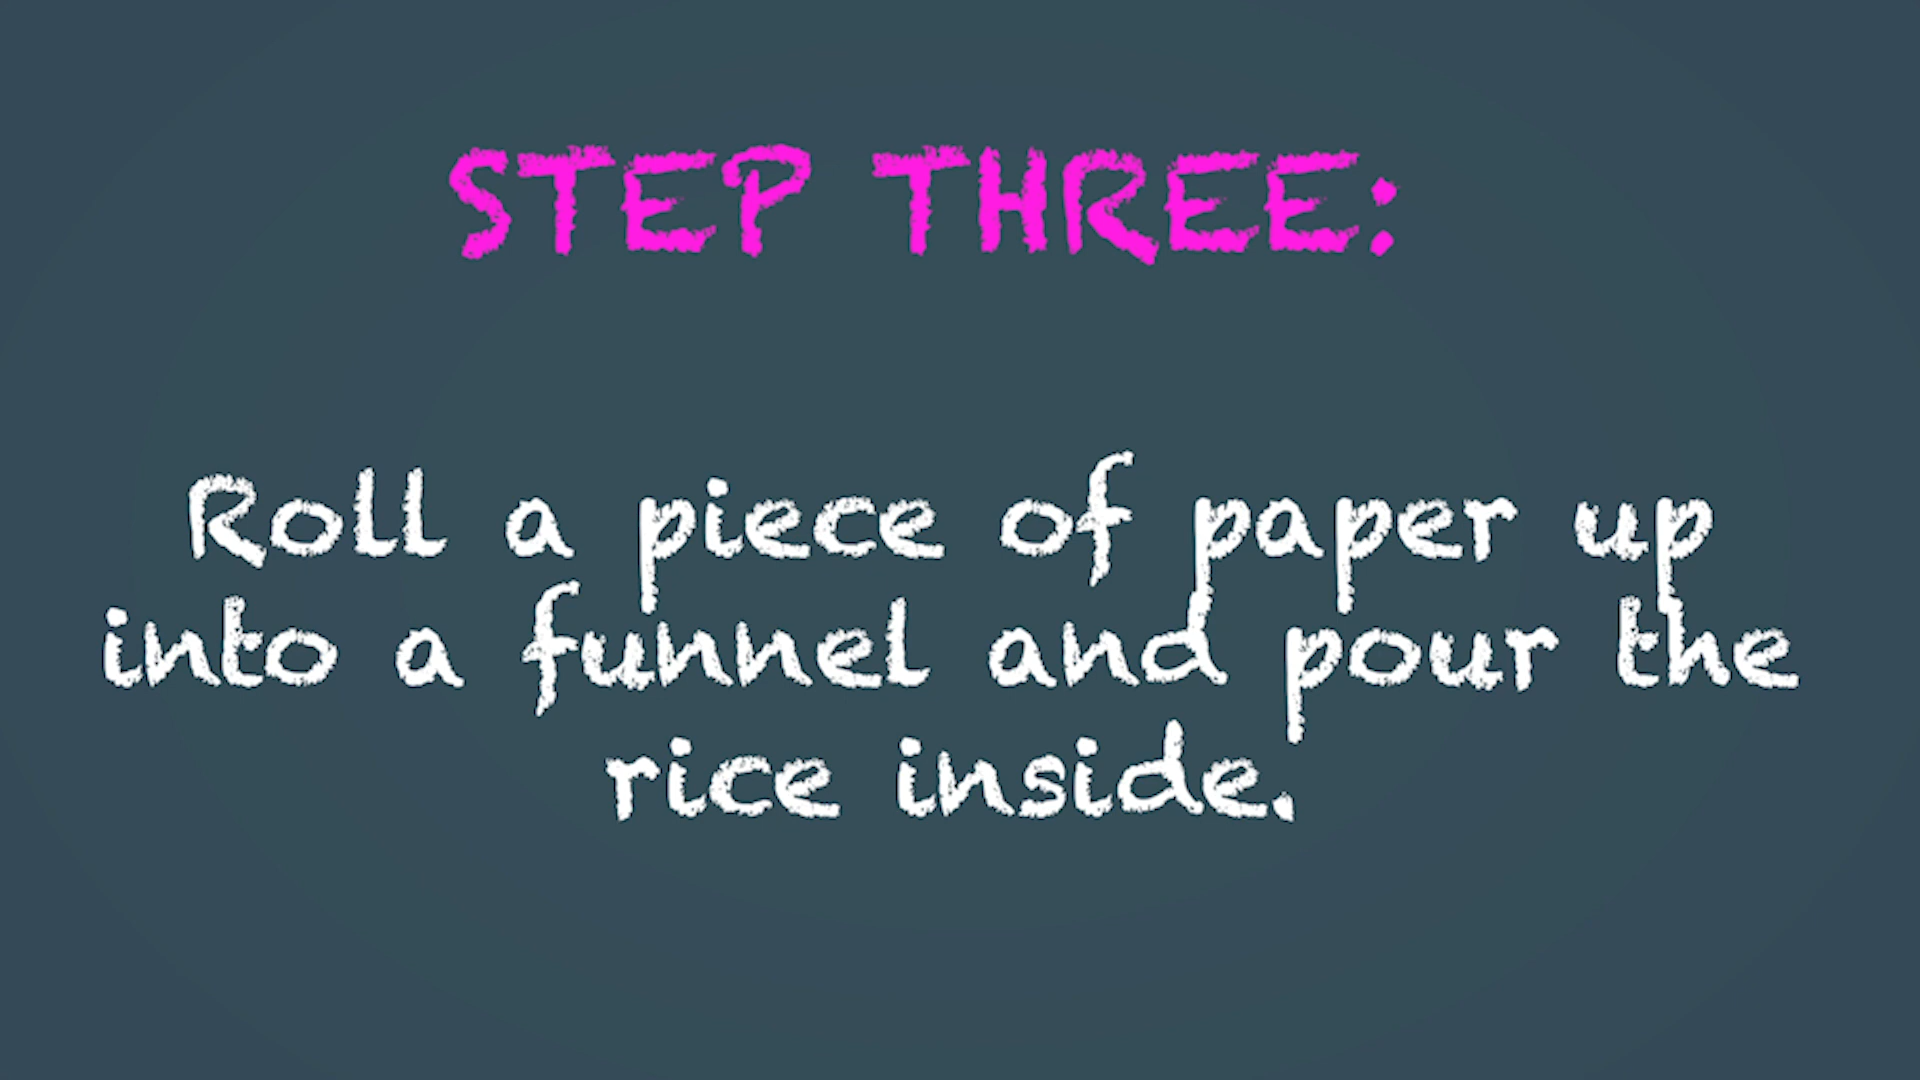 STEP THREE:
Roll a piece of paper up
into a funnel and pour the
rice inside.